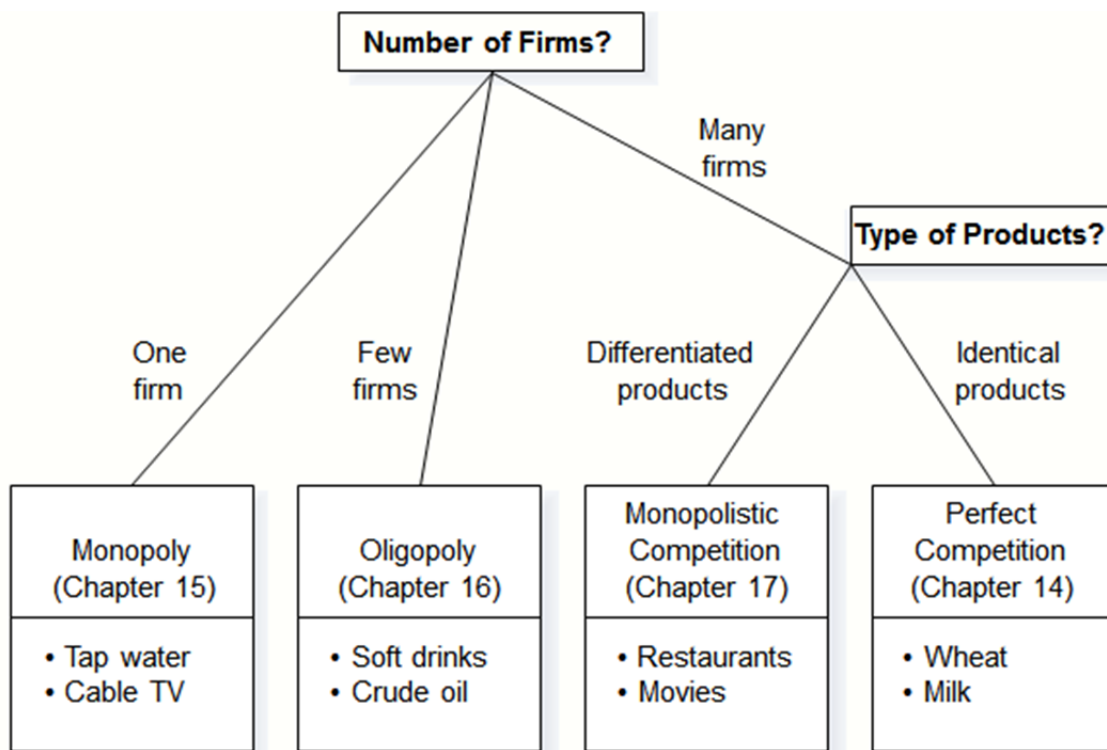 Number of Firms?
Many
firms
Type of Products?
One
firm
Few
firms
Differentiated
products
Identical
products
Monopoly
(Chapter 15)
• Tap water
• Cable TV
Oligopoly
(Chapter 16)
• Soft drinks
• Crude oil
Monopolistic
Competition
(Chapter 17)
• Restaurants
• Movies
Perfect
Competition
(Chapter 14)
• Wheat
• Milk